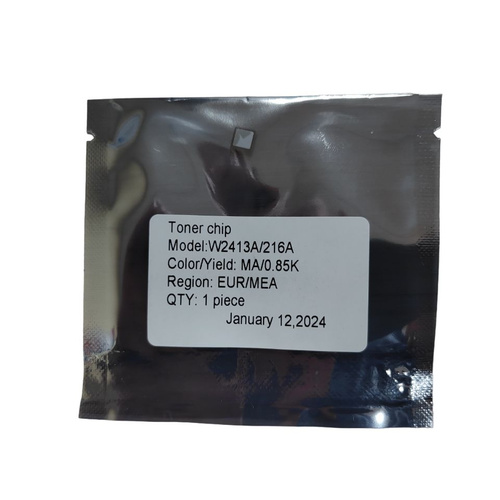 Toner chip
Model:W2413A/216A
Color/Yield: MA/0.85K
Region: EUR/MEA
QTY: 1 piece
January 12,2024